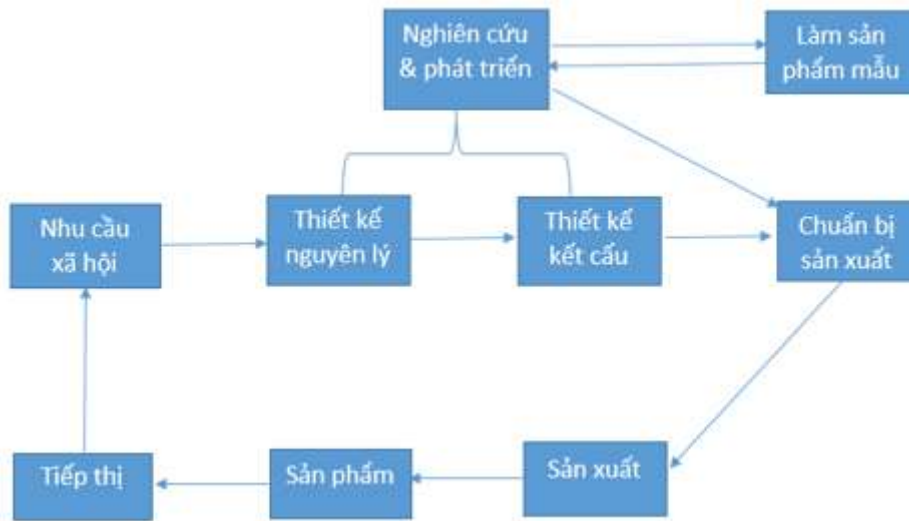 Nghiên cứu
& phát triển
Làm sản
phẩm mẫu
Nhu cầu
xã hội
Thiết kế
nguyên lý
Thiết kế
kết cấu
Chuẩn bị
sản xuất
Tiếp thị
Sản phẩm
Sản xuất